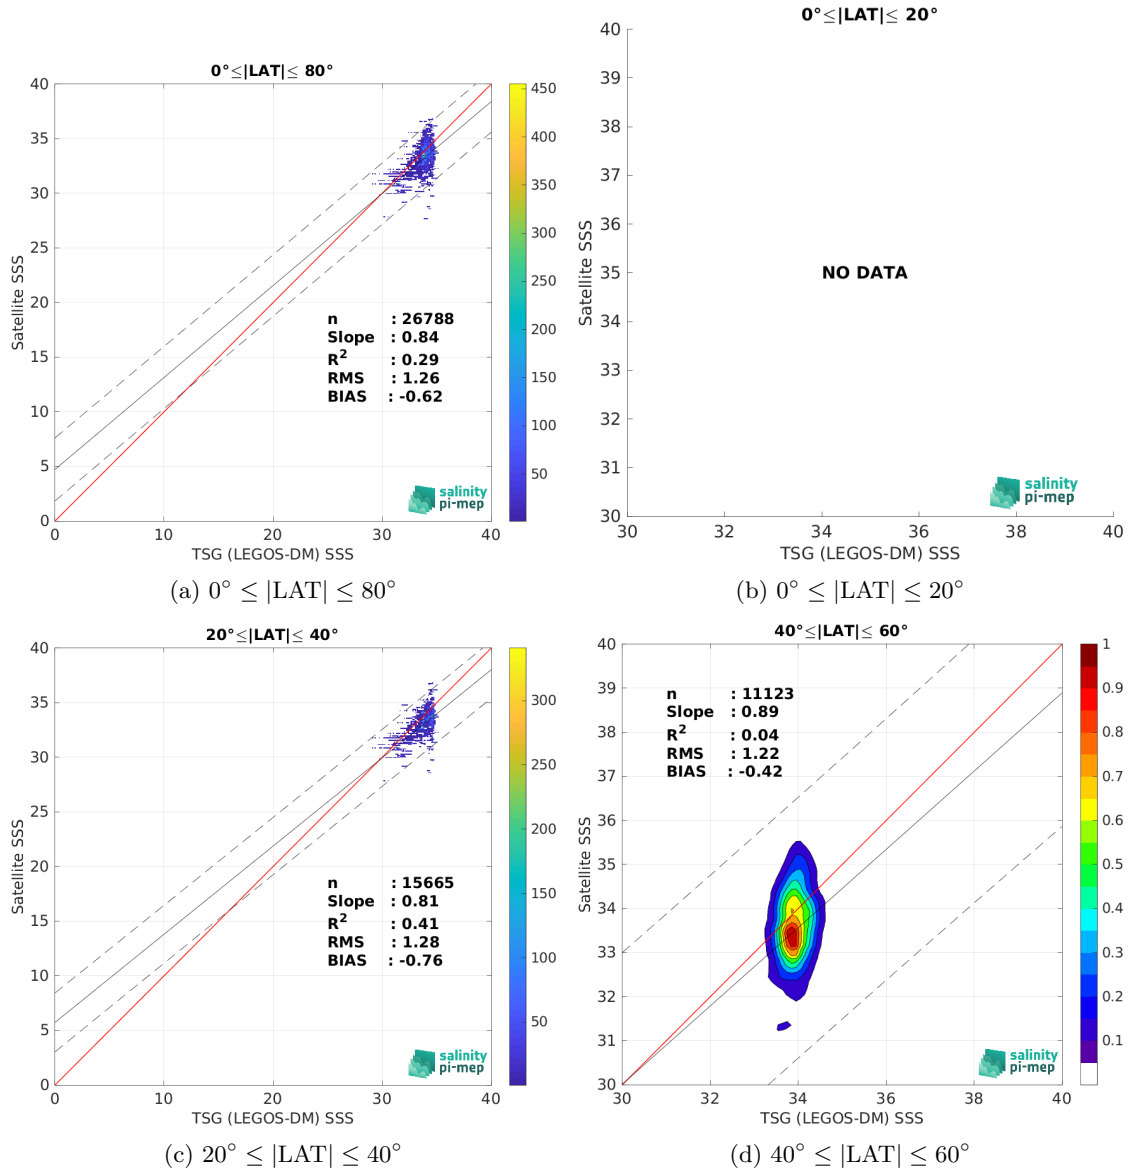 0°≤|LAT|≤ 80°
40
35
30
25
20
15
10
5
0
Satellite SSS
n : 26788
Slope : 0.84
R² : 0.29
RMS : 1.26
BIAS : -0.62
450
400
350
300
250
200
150
100
50
salinity
pi-mep
0 10 20 30 40
TSG (LEGOS-DM) SSS
(a) 0° ≤ |LAT| ≤ 80°
0°≤|LAT|≤ 20°
40
39
38
37
36
35
34
33
32
31
30
Satellite SSS
NO DATA
salinity
pi-mep
30 32 34 36 38 40
TSG (LEGOS-DM) SSS
(b) 0° ≤ |LAT| ≤ 20°
20°≤|LAT|≤ 40°
40
35
30
25
20
15
10
5
0
Satellite SSS
n : 15665
Slope : 0.81
R² : 0.41
RMS : 1.28
BIAS : -0.76
300
250
200
150
100
50
salinity
pi-mep
0 10 20 30 40
TSG (LEGOS-DM) SSS
(c) 20° ≤ |LAT| ≤ 40°
40°≤|LAT|≤ 60°
40
39
38
37
36
35
34
33
32
31
30
Satellite SSS
n : 11123
Slope : 0.89
R² : 0.04
RMS : 1.22
BIAS : -0.42
1
0.9
0.8
0.7
0.6
0.5
0.4
0.3
0.2
0.1
salinity
pi-mep
30 32 34 36 38 40
TSG (LEGOS-DM) SSS
(d) 40° ≤ |LAT| ≤ 60°